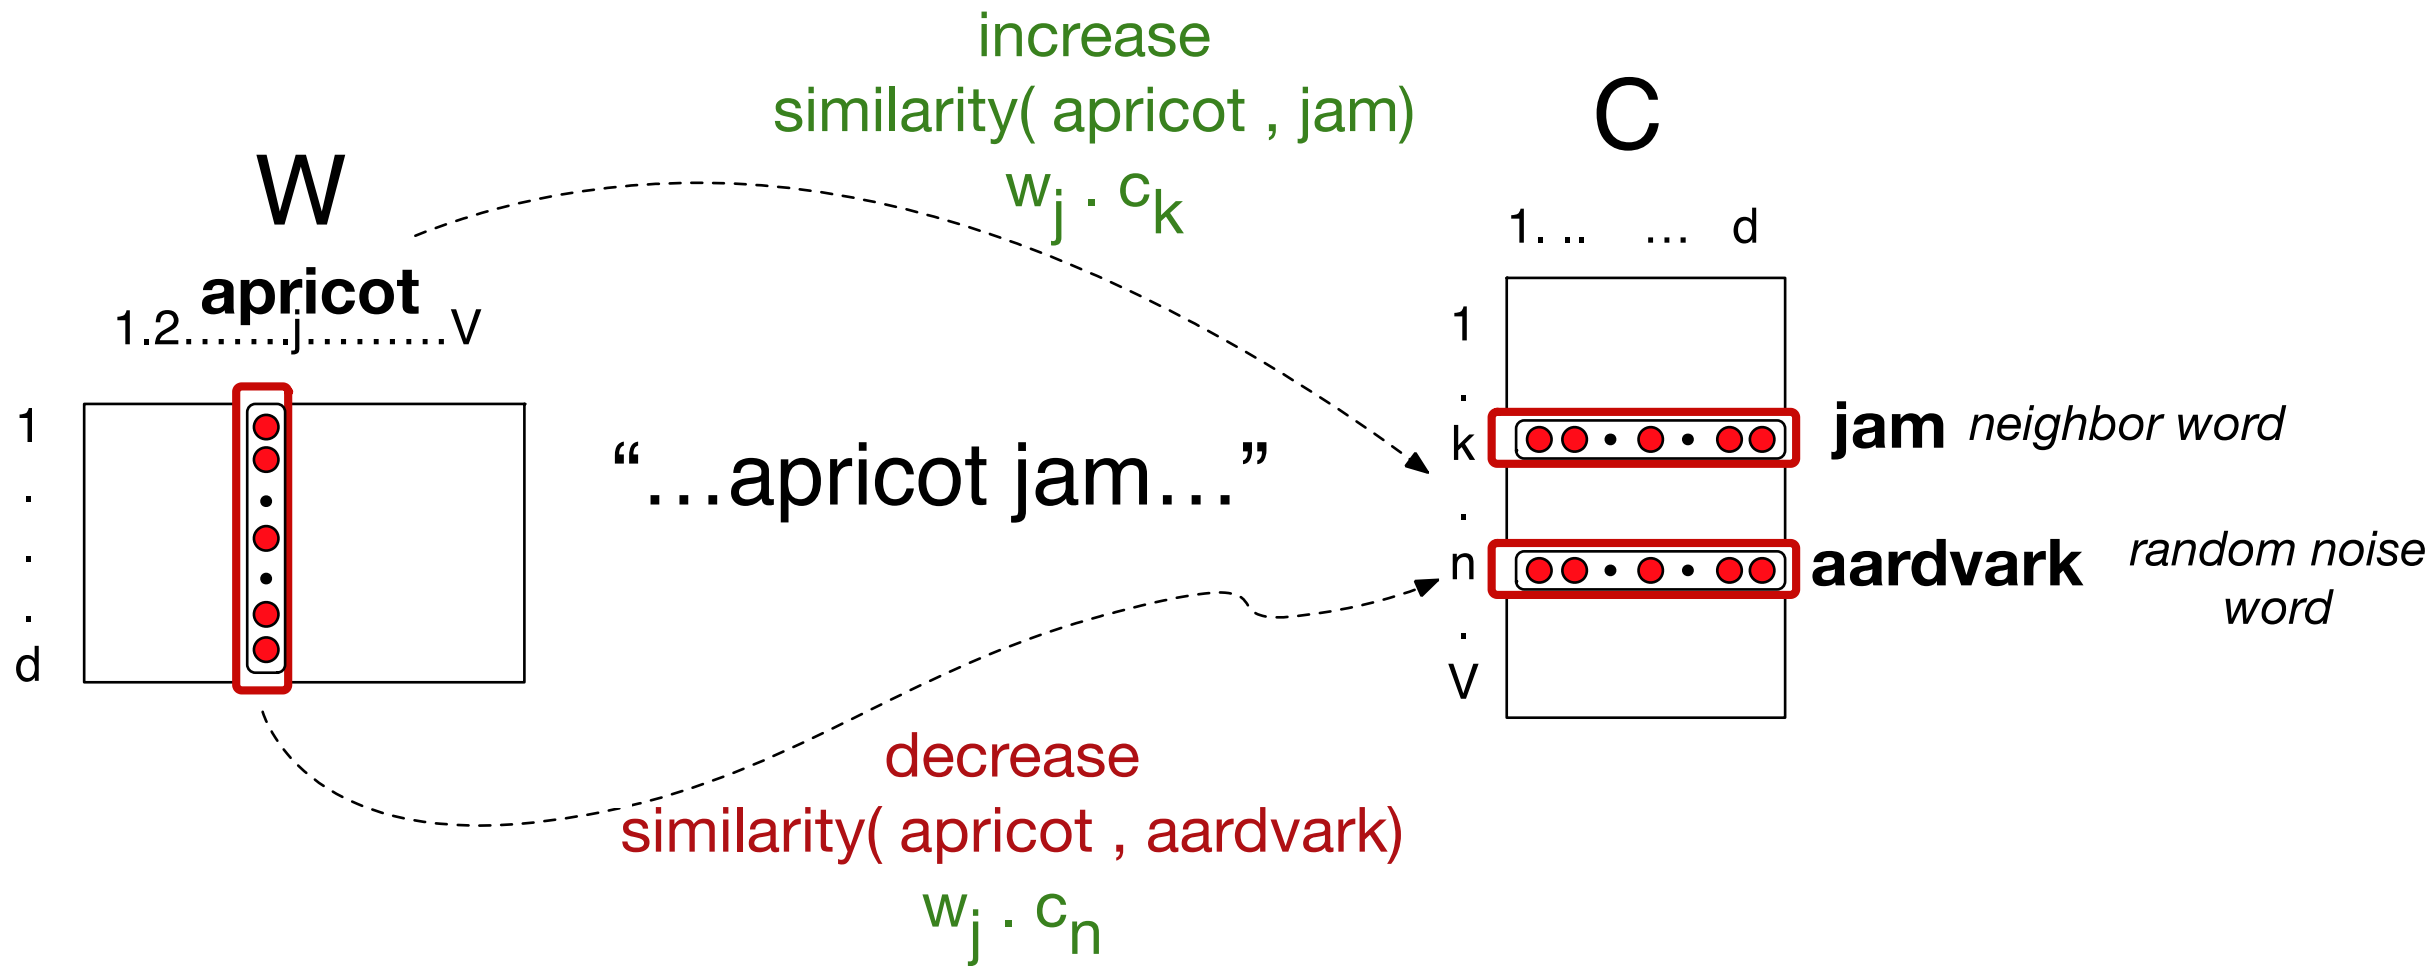 increase
similarity( apricot , jam)
wj . ck
W
apricot
1.2.......j.........V
1
.
.
.
d
“…apricot jam…”
C
1. .. … d
1
.
k
.
n
.
V
jam neighbor word
aardvark random noise
word
decrease
similarity( apricot , aardvark)
wj . cn